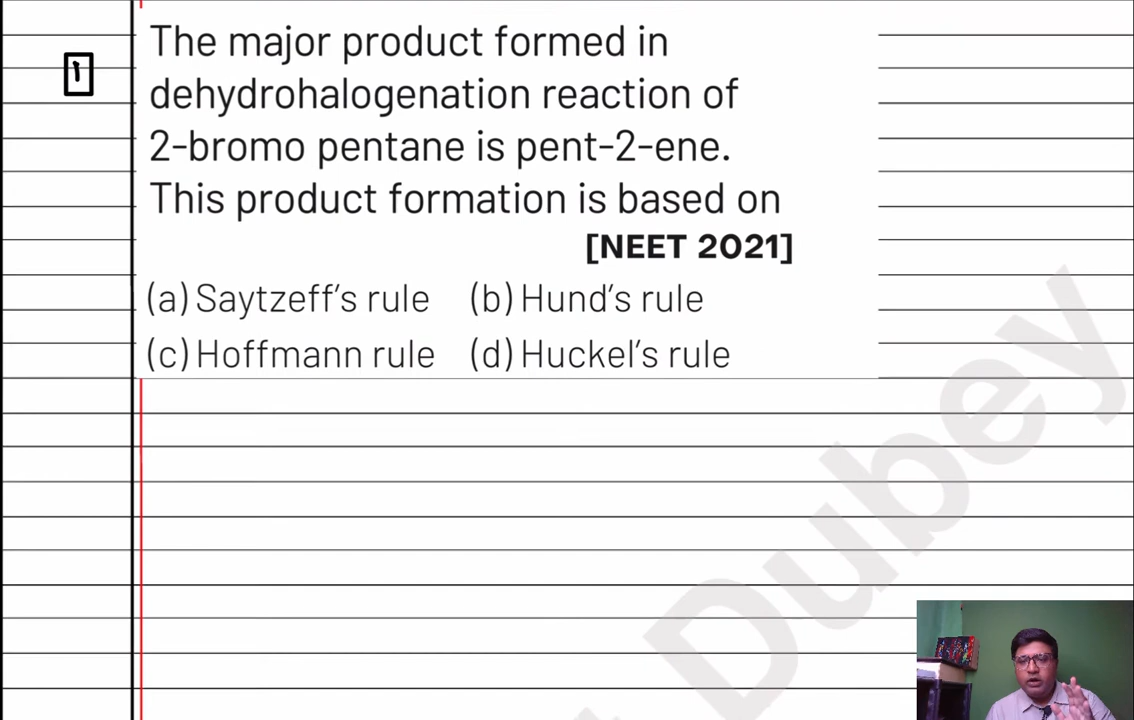 1
The major product formed in
dehydrohalogenation reaction of
2-bromo pentane is pent-2-ene.
This product formation is based on
[NEET 2021]
(a) Saytzeff's rule (b) Hund's rule
(c) Hoffmann rule (d) Huckel's rule
Dubey